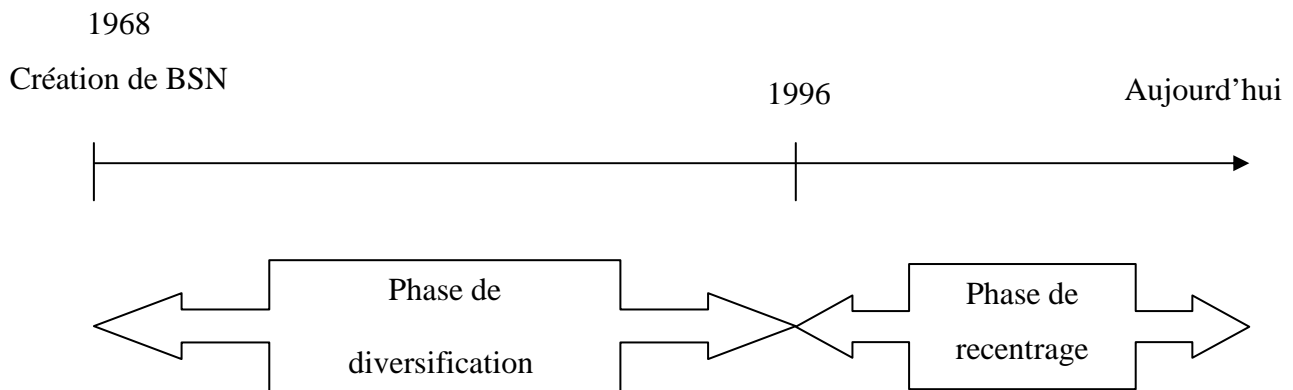 1968
Création de BSN
1996
Aujourd’hui
Phase de
diversification
Phase de
recentrage